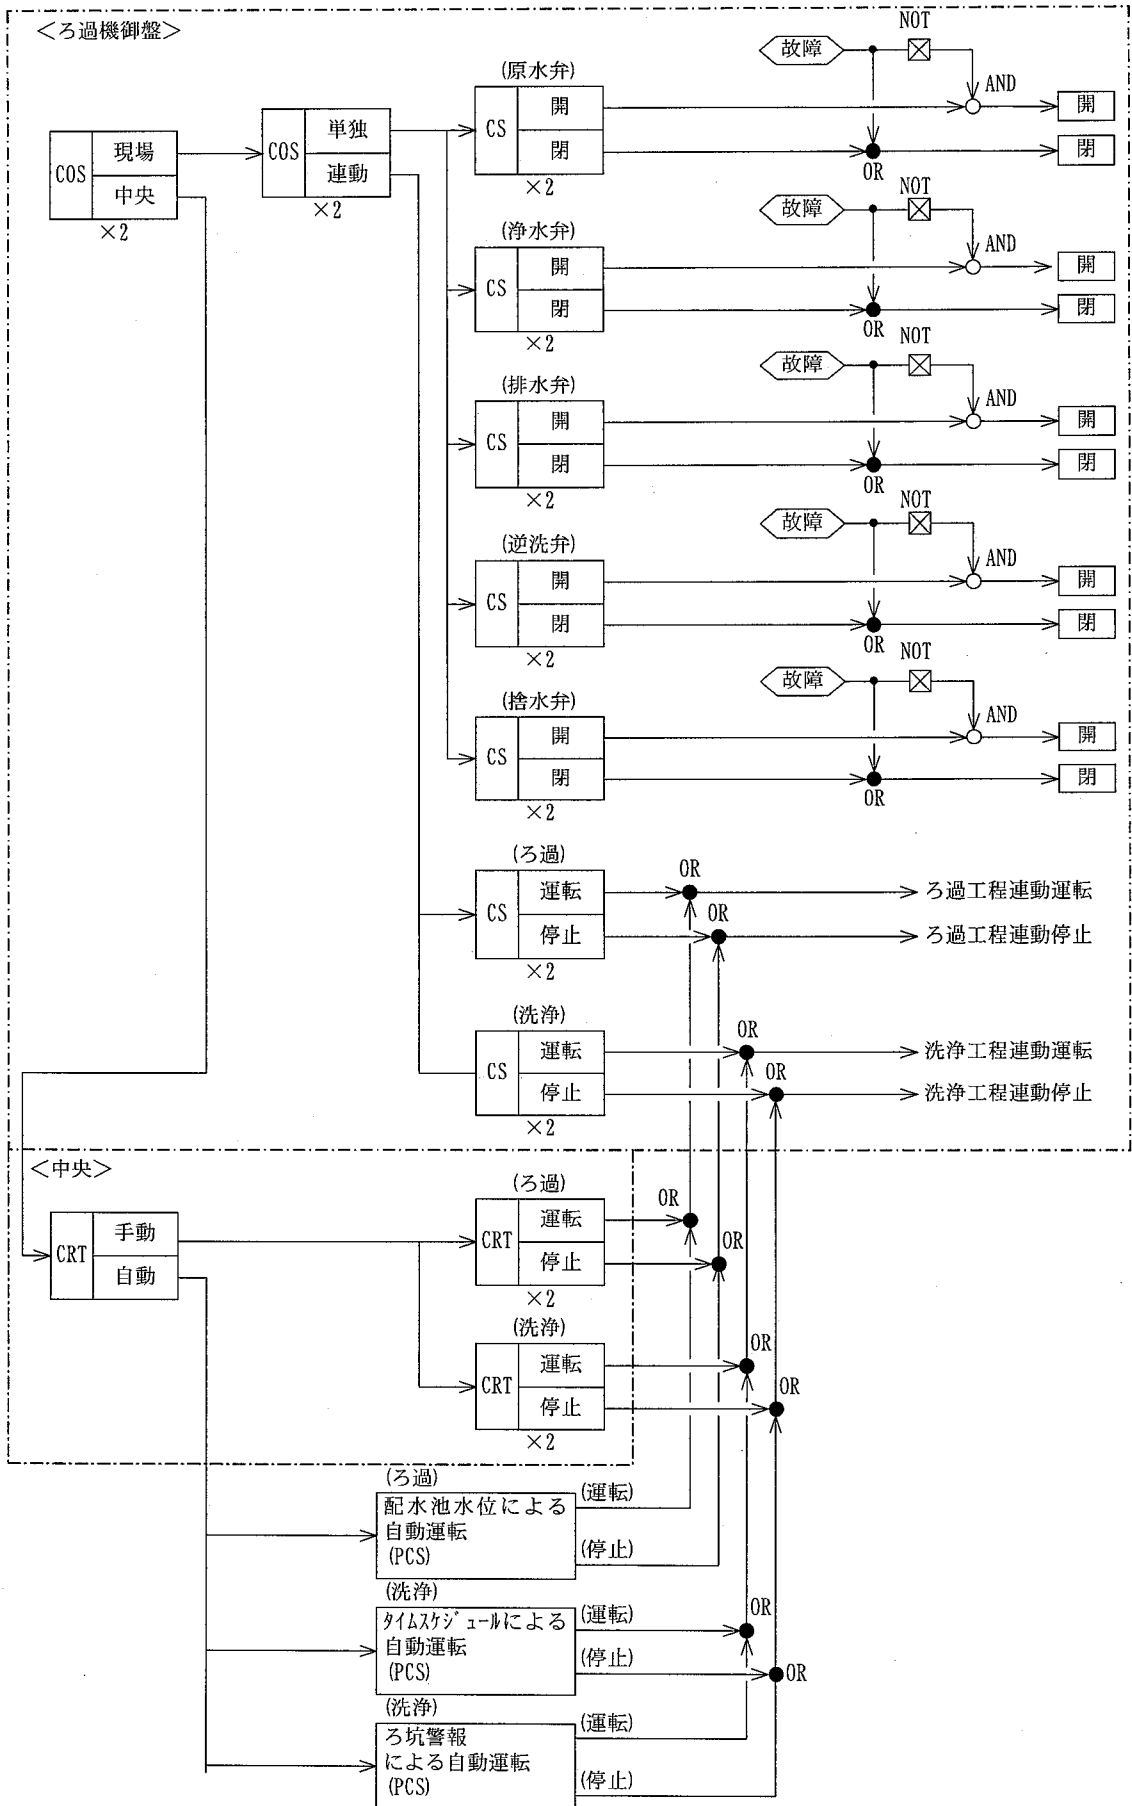 ＜ろ過機御盤＞
NOT
故障
AND
(原水弁)
CS
開
閉
×2
開
閉
OR
COS
現場
中央
×2
COS
単独
連動
×2
NOT
故障
AND
(浄水弁)
CS
開
閉
×2
開
閉
OR
NOT
故障
AND
(排水弁)
CS
開
閉
×2
開
閉
OR
NOT
故障
AND
(逆洗弁)
CS
開
閉
×2
開
閉
OR
NOT
故障
AND
(捨水弁)
CS
開
閉
×2
開
閉
OR
(ろ過)
CS
運転
停止
×2
OR
OR
ろ過工程連動運転
ろ過工程連動停止
(洗浄)
CS
運転
停止
×2
OR
OR
洗浄工程連動運転
洗浄工程連動停止
＜中央＞
CRT
手動
自動
(ろ過)
CRT
運転
停止
×2
OR
OR
(洗浄)
CRT
運転
停止
×2
OR
OR
(ろ過)
配水池水位による
自動運転
(PCS)
(運転)
(停止)
(洗浄)
ﾀｲﾑｽｹｼﾞｭｰﾙによる
自動運転
(PCS)
(運転)
(停止)
OR
OR
(洗浄)
ろ坑警報
による自動運転
(PCS)
(運転)
(停止)